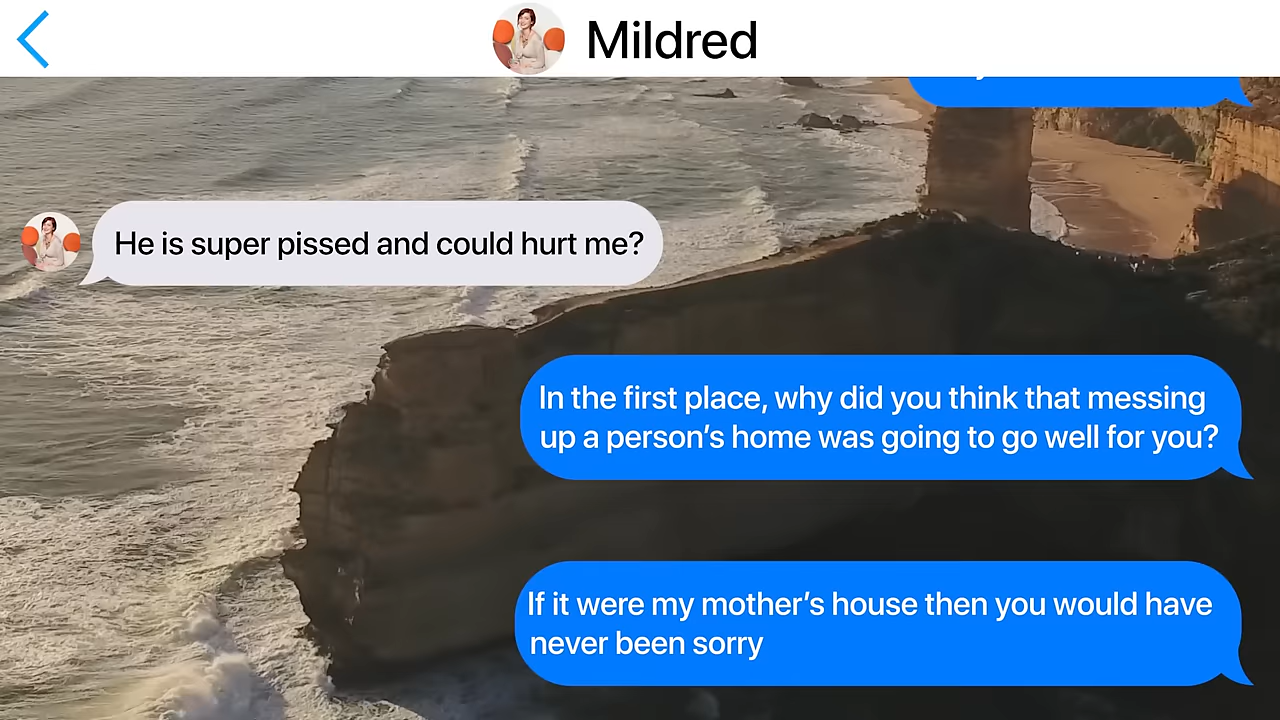 Mildred
He is super pissed and could hurt me?
In the first place, why did you think that messing
up a person's home was going to go well for you?
If it were my mother's house then you would have
never been sorry